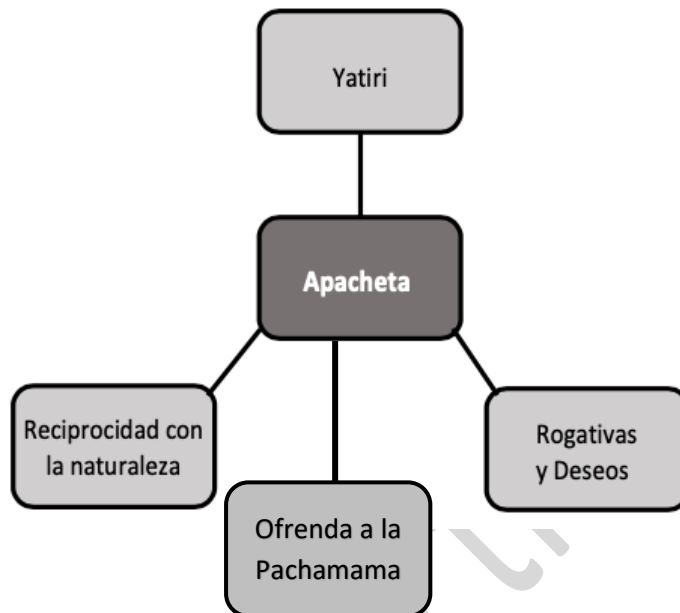 Yatiri
Apacheta
Reciprocidad con
la naturaleza
Rogativas
y Deseos
Ofrenda a la
Pachamama